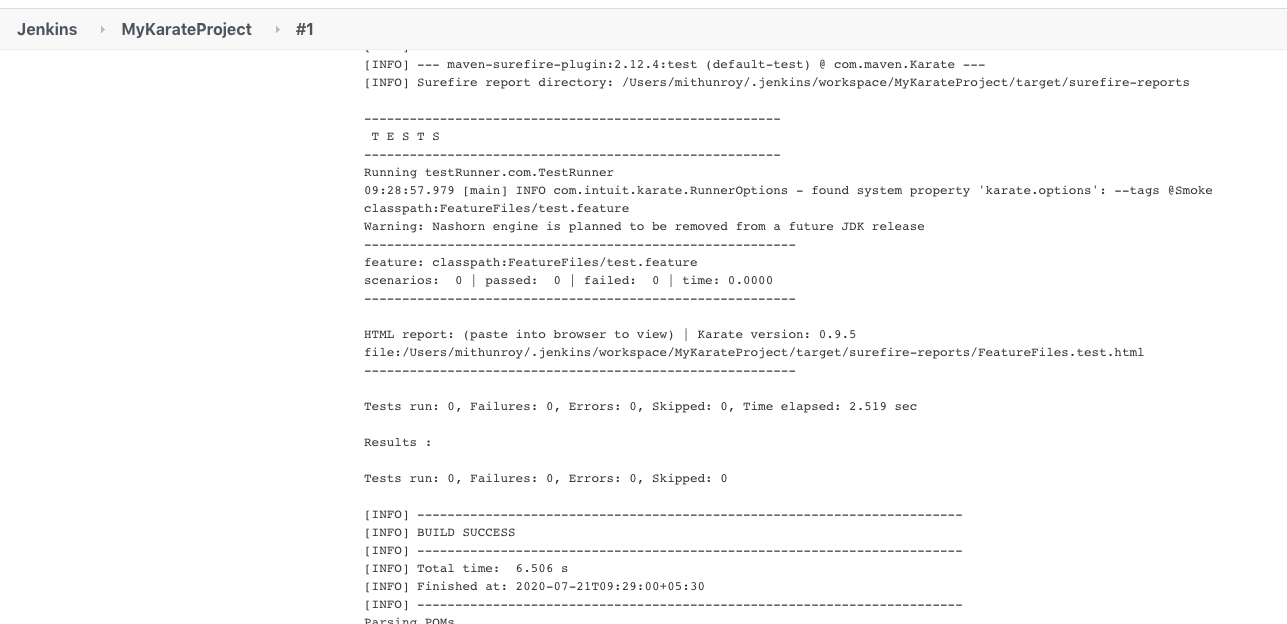 Jenkins MyKarateProject #1
[INFO] --- maven-surefire-plugin:2.12.4:test (default-test) @ com.maven.Karate ---
[INFO] Surefire report directory: /Users/mithunroy/.jenkins/workspace/MyKarateProject/target/surefire-reports
-------------------------------------------------------
T E S T S
-------------------------------------------------------
Running testRunner.com.TestRunner
09:28:57.979 [main] INFO com.intuit.karate.RunnerOptions - found system property 'karate.options': --tags @Smoke
classpath:FeatureFiles/test.feature
Warning: Nashorn engine is planned to be removed from a future JDK release
---------------------------------------------------------
feature: classpath:FeatureFiles/test.feature
scenarios:  0 | passed:  0 | failed:  0 | time: 0.0000
---------------------------------------------------------
HTML report: (paste into browser to view) | Karate version: 0.9.5
file:/Users/mithunroy/.jenkins/workspace/MyKarateProject/target/surefire-reports/FeatureFiles.test.html
---------------------------------------------------------
Tests run: 0, Failures: 0, Errors: 0, Skipped: 0, Time elapsed: 2.519 sec
Results :
Tests run: 0, Failures: 0, Errors: 0, Skipped: 0
[INFO] ------------------------------------------------------------------------
[INFO] BUILD SUCCESS
[INFO] ------------------------------------------------------------------------
[INFO] Total time:  6.506 s
[INFO] Finished at: 2020-07-21T09:29:00+05:30
[INFO] ------------------------------------------------------------------------
Parsing POMs